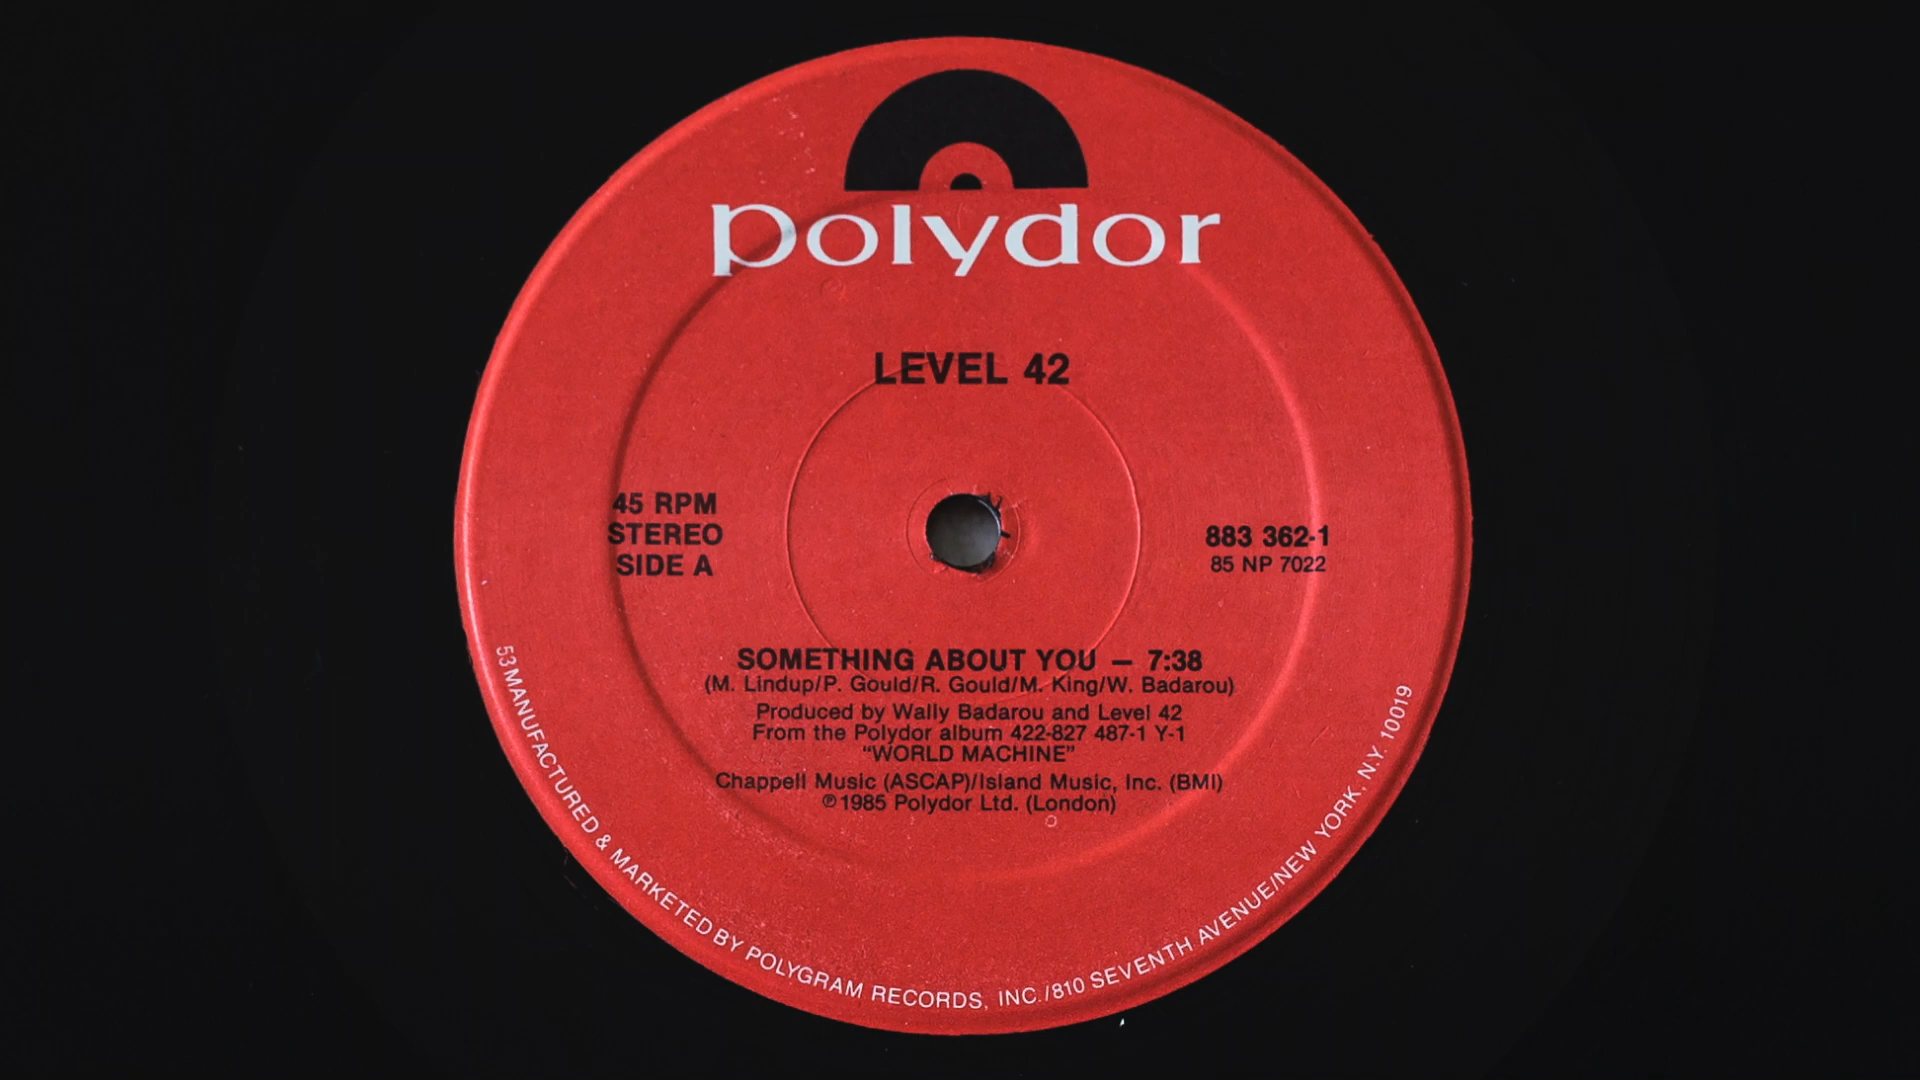 polydor
LEVEL 42
45 RPM
STEREO
SIDE A
883 362-1
85 NP 7022
SOMETHING ABOUT YOU — 7:38
(M. Lindup/P. Gould/R. Gould/M. King/W. Badarou)
Produced by Wally Badarou and Level 42
From the Polydor album 422-827 487-1 Y-1
“WORLD MACHINE”
Chappell Music (ASCAP)/Island Music, Inc. (BMI)
℗ 1985 Polydor Ltd. (London)
53 MANUFACTURED & MARKETED BY POLYGRAM RECORDS, INC./810 SEVENTH AVENUE/NEW YORK, N.Y. 10019